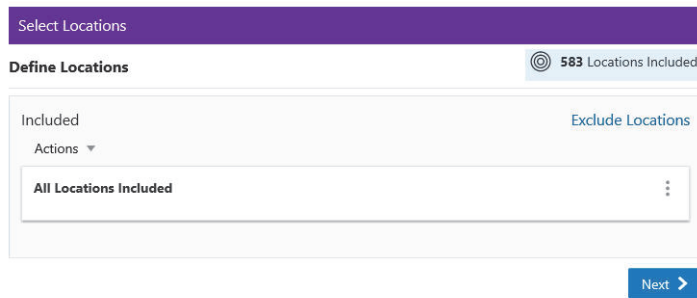 Select Locations
Define Locations
583 Locations Included
Included
Exclude Locations
Actions
All Locations Included
Next